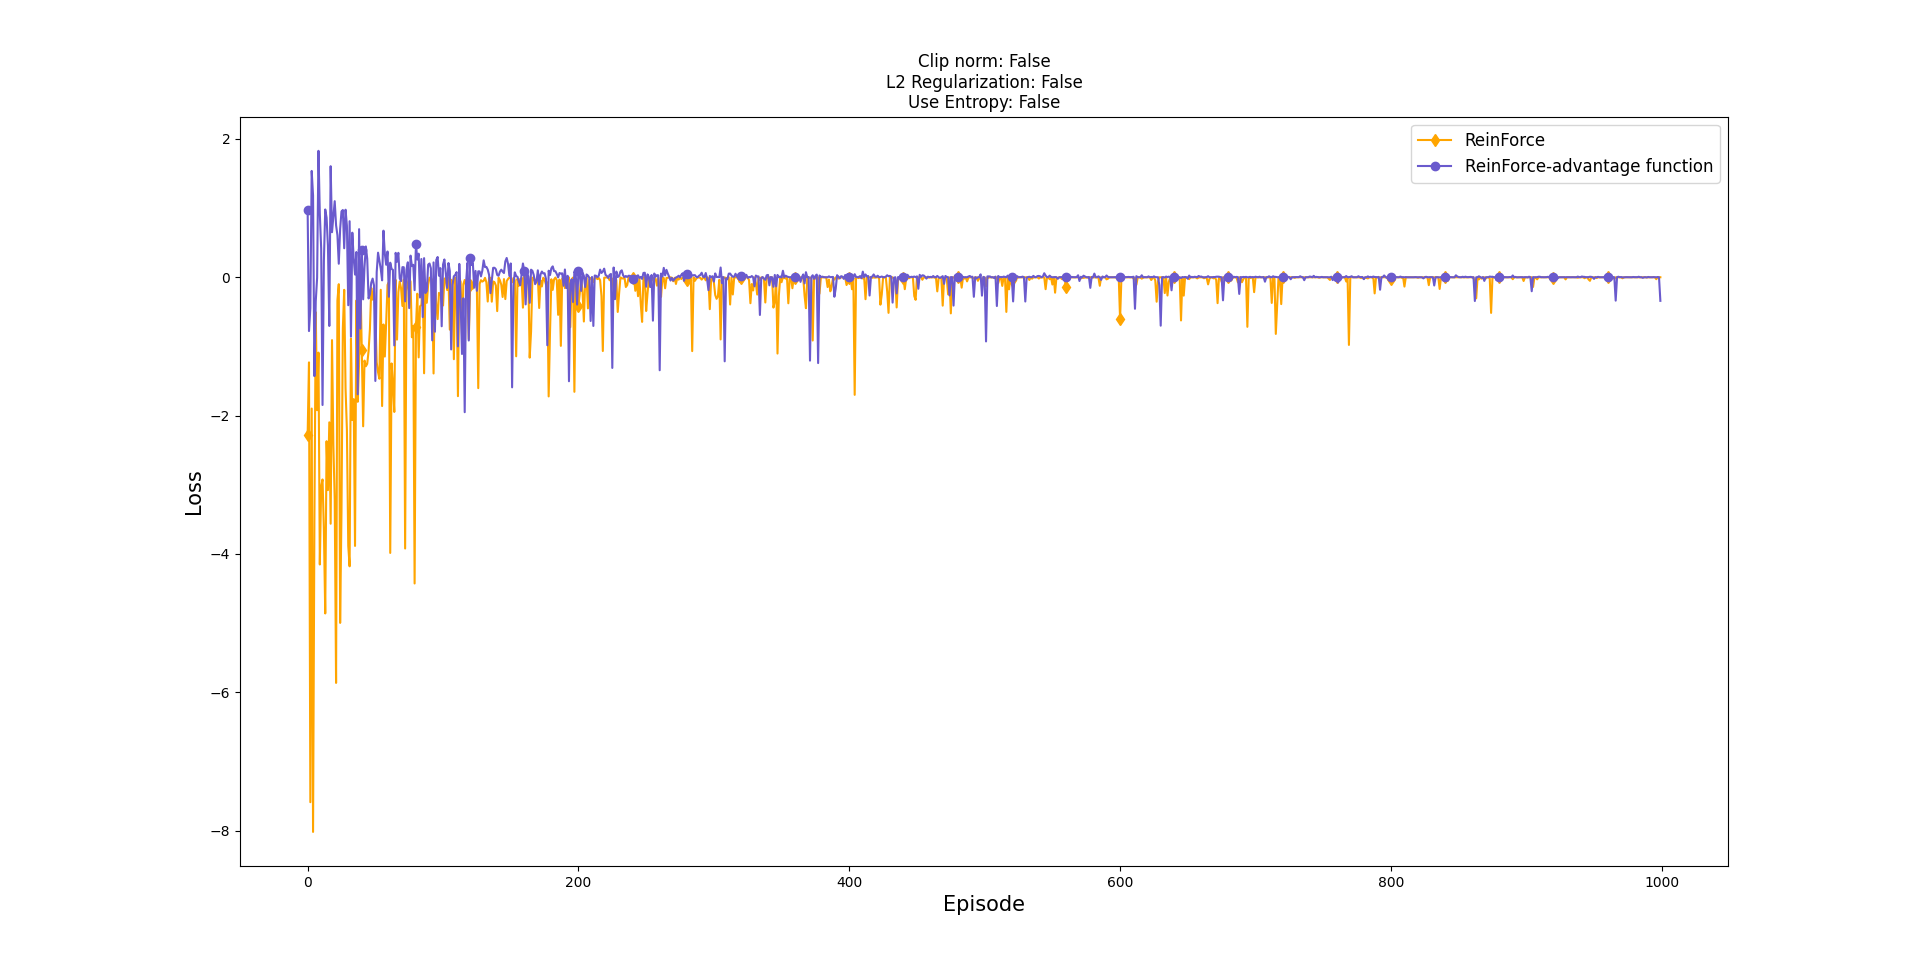 Clip norm: False
L2 Regularization: False
Use Entropy: False
2
0
−2
−4
−6
−8
Loss
ReinForce
ReinForce-advantage function
0 200 400 600 800 1000
Episode